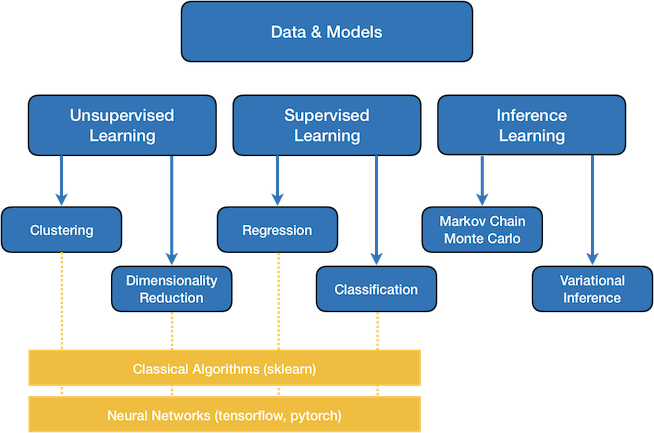 Data & Models
Unsupervised
Learning
Supervised
Learning
Inference
Learning
Clustering
Regression
Markov Chain
Monte Carlo
Dimensionality
Reduction
Classification
Variational
Inference
Classical Algorithms (sklearn)
Neural Networks (tensorflow, pytorch)